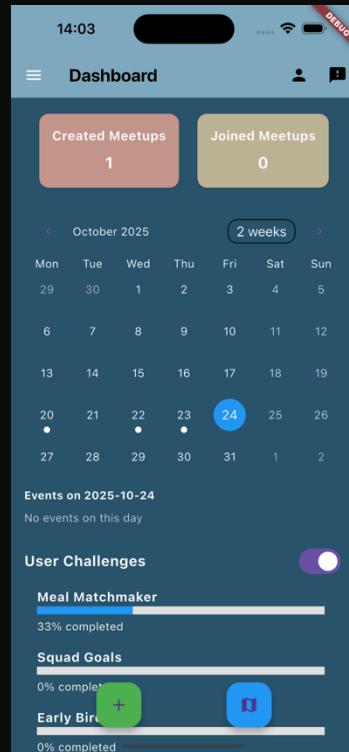 14:03
DEBUG
Dashboard
Created Meetups
1
Joined Meetups
0
October 2025
2 weeks
Mon Tue Wed Thu Fri Sat Sun
29 30 1 2 3 4 5
6 7 8 9 10 11 12
13 14 15 16 17 18 19
20 21 22 23 24 25 26
27 28 29 30 31 1 2
Events on 2025-10-24
No events on this day
User Challenges
Meal Matchmaker
33% completed
Squad Goals
0% complet
Early Bir
0% completed